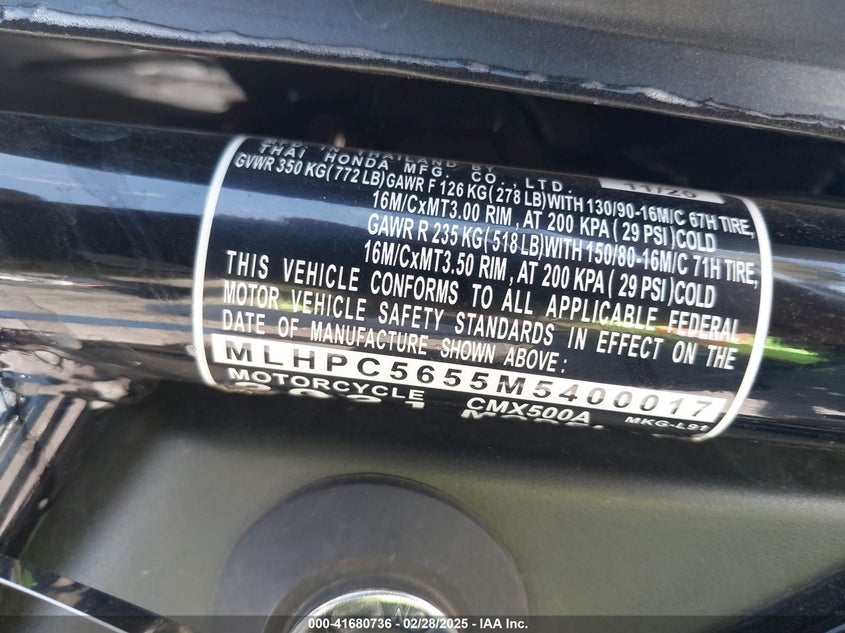 IN THAILAND BY
THAI HONDA MFG. CO., LTD. 11/20
GVWR 350 KG(772 LB)GAWR F 126 KG(278 LB)WITH 130/90-16M/C 67H TIRE,
16M/CxMT3.00 RIM, AT 200 KPA(29 PSI)COLD
GAWR R 235 KG(518 LB)WITH 150/80-16M/C 71H TIRE,
16M/CxMT3.50 RIM, AT 200 KPA(29 PSI)COLD
THIS VEHICLE CONFORMS TO ALL APPLICABLE FEDERAL
MOTOR VEHICLE SAFETY STANDARDS IN EFFECT ON THE
DATE OF MANUFACTURE SHOWN ABOVE:
MLHPC5655M5400017
MOTORCYCLE CMX500A MKG-L91
2021
000-41680736 / 02/28/2025 - IAA Inc.